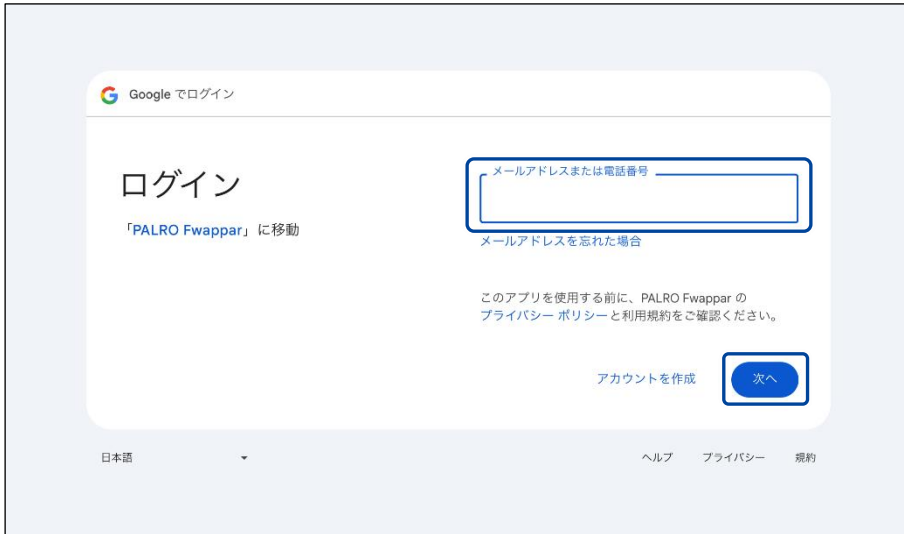 Google でログイン
ログイン
「PALRO Fwappar」に移動
メールアドレスまたは電話番号
メールアドレスを忘れた場合
このアプリを使用する前に、PALRO Fwappar の
プライバシー ポリシーと利用規約をご確認ください。
アカウントを作成
次へ
日本語
ヘルプ プライバシー 規約